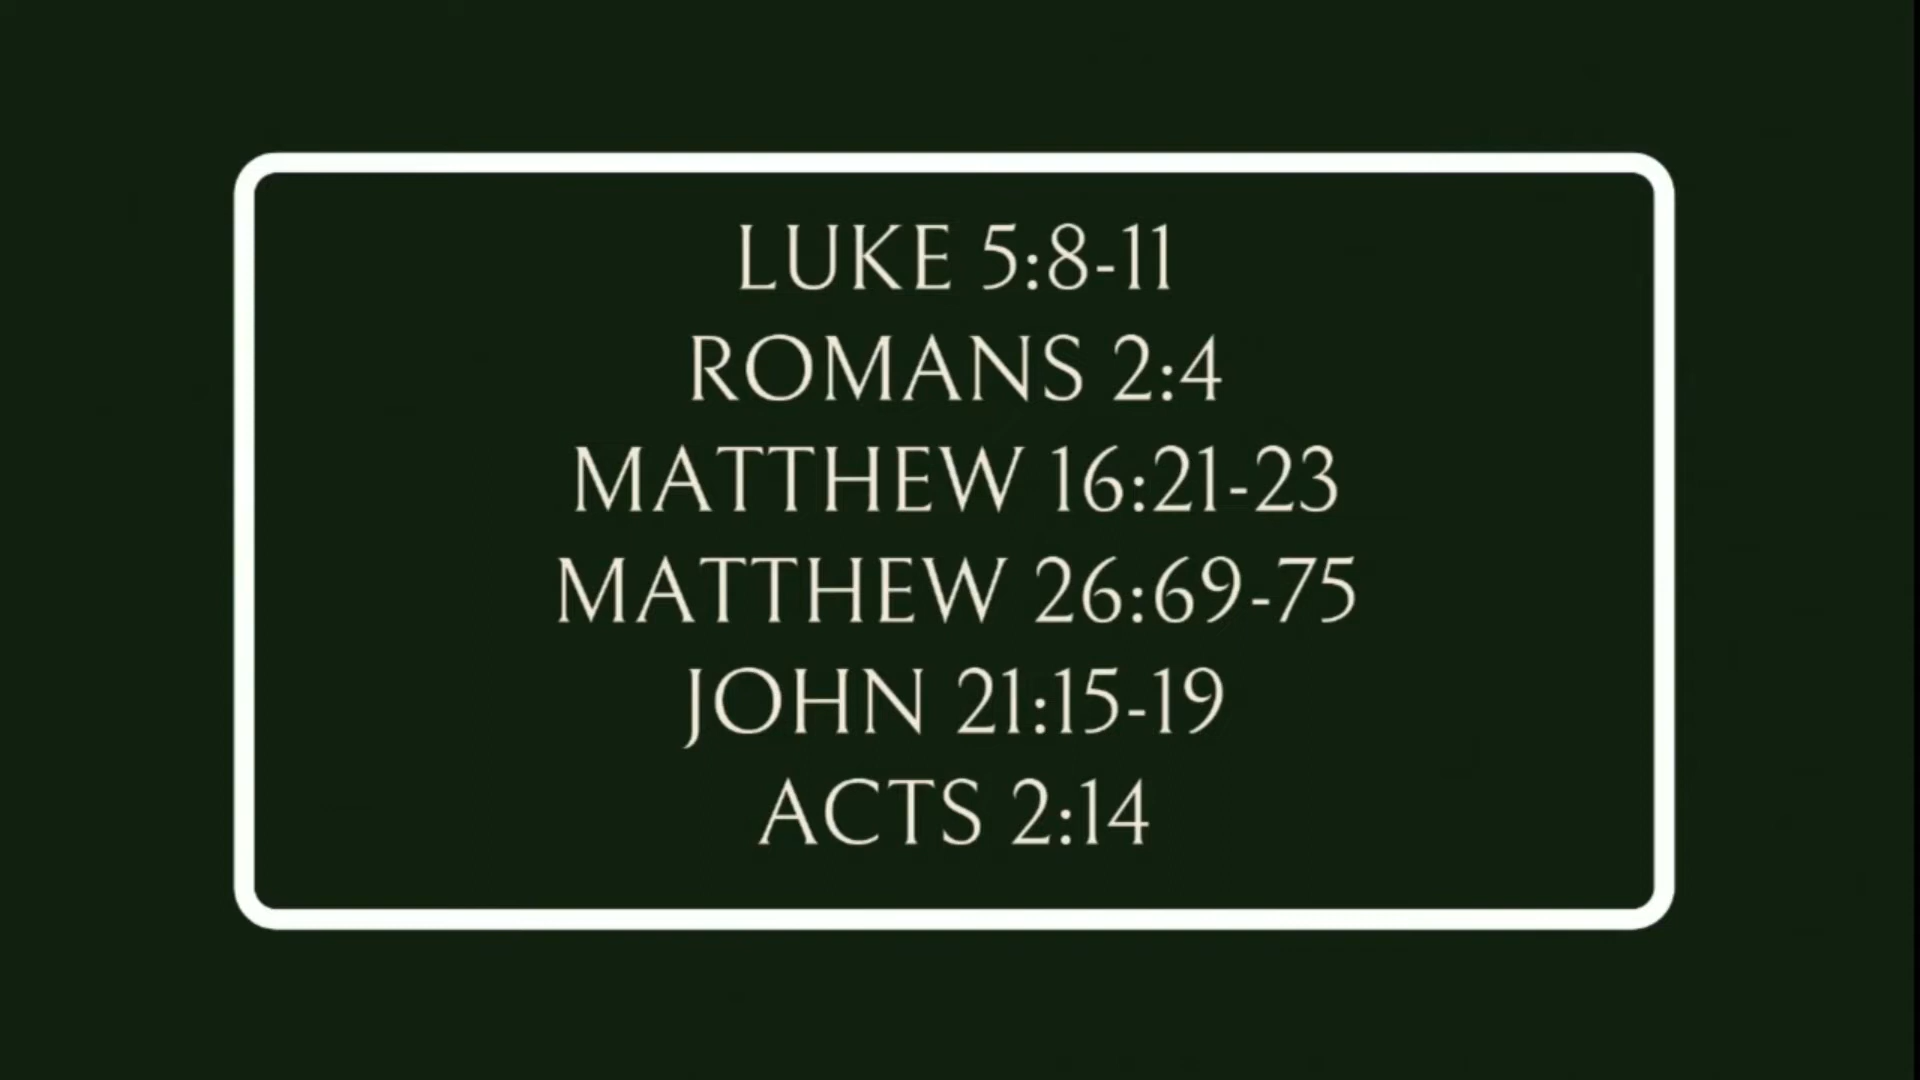 LUKE 5:8-11
ROMANS 2:4
MATTHEW 16:21-23
MATTHEW 26:69-75
JOHN 21:15-19
ACTS 2:14